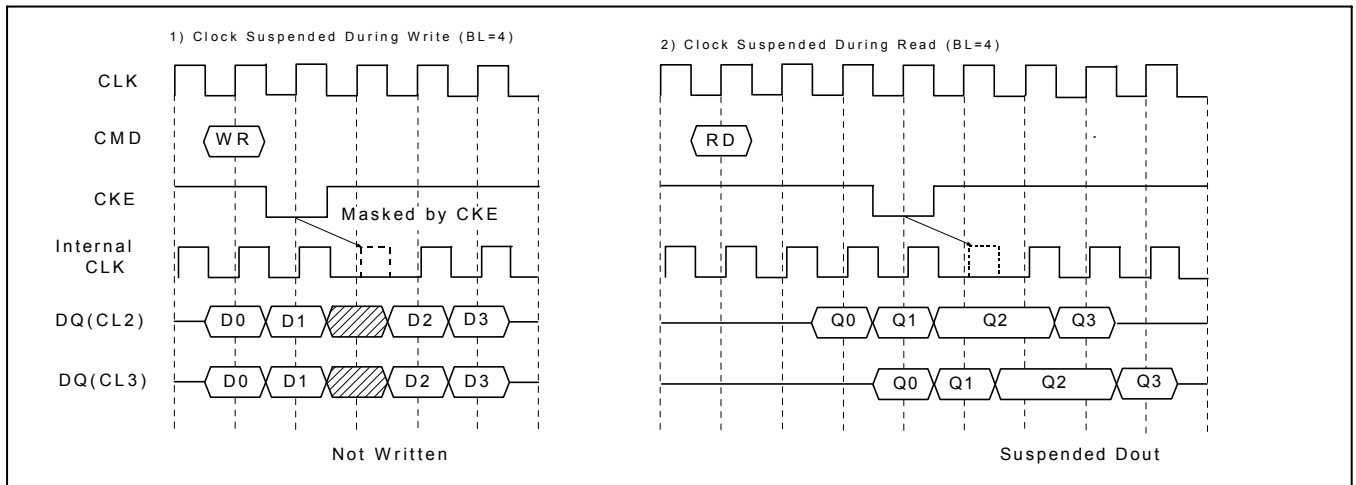 1) Clock Suspended During Write (BL=4)
2) Clock Suspended During Read (BL=4)
CLK
CMD
WR
RD
CKE
Masked by CKE
Internal
CLK
DQ(CL2)
D0 D1 D2 D3
Q0 Q1 Q2 Q3
DQ(CL3)
D0 D1 D2 D3
Q0 Q1 Q2 Q3
Not Written
Suspended Dout